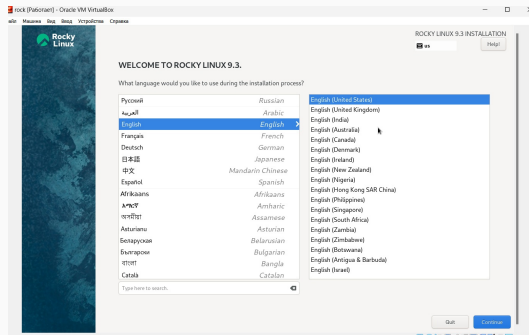 rock [Работает] - Oracle VM VirtualBox
айл Машина Вид Ввод Устройства Справка
Rocky
Linux
ROCKY LINUX 9.3 INSTALLATION
us
Help!
WELCOME TO ROCKY LINUX 9.3.
What language would you like to use during the installation process?
Русский Russian
العربية Arabic
English English
Français French
Deutsch German
日本語 Japanese
中文 Mandarin Chinese
Español Spanish
Afrikaans Afrikaans
አማርኛ Amharic
অসমীয়া Assamese
Asturianu Asturian
Беларуская Belarusian
Български Bulgarian
বাংলা Bangla
Català Catalan
Type here to search.
English (United States)
English (United Kingdom)
English (India)
English (Australia)
English (Canada)
English (Denmark)
English (Ireland)
English (New Zealand)
English (Nigeria)
English (Hong Kong SAR China)
English (Philippines)
English (Singapore)
English (South Africa)
English (Zambia)
English (Zimbabwe)
English (Botswana)
English (Antigua & Barbuda)
English (Israel)
Quit
Continue